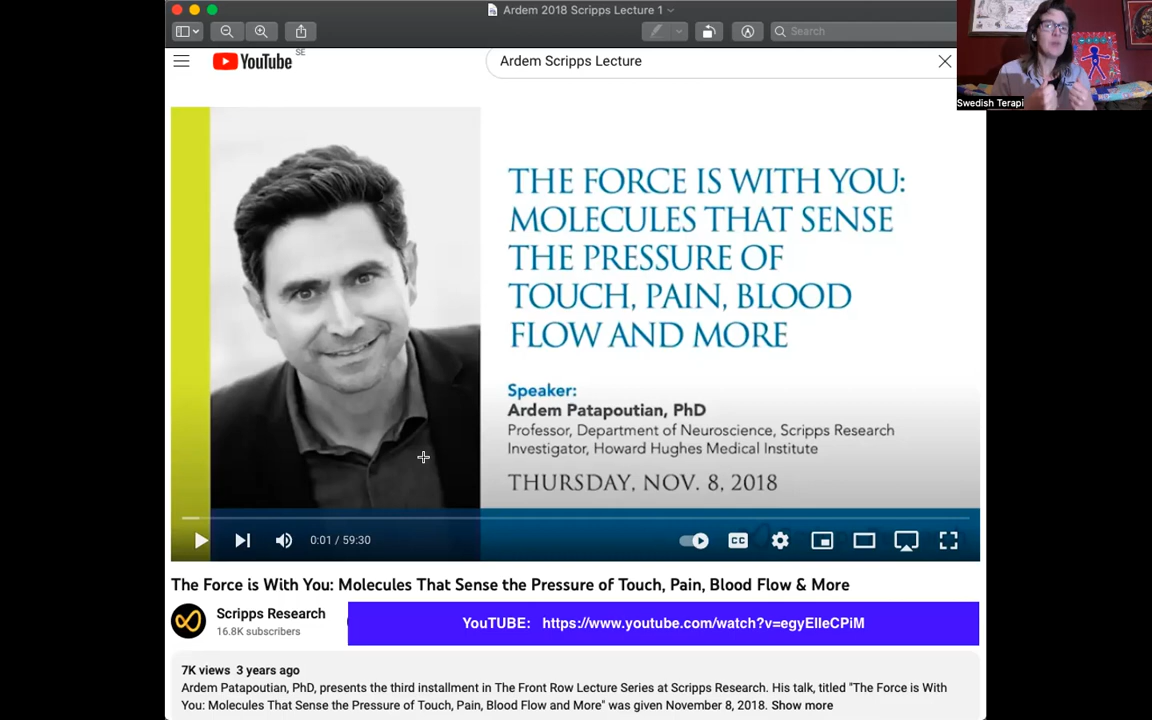 Ardem 2018 Scripps Lecture 1
Search
YouTube SE
Ardem Scripps Lecture
Swedish Terapi
THE FORCE IS WITH YOU:
MOLECULES THAT SENSE
THE PRESSURE OF
TOUCH, PAIN, BLOOD
FLOW AND MORE
Speaker:
Ardem Patapoutian, PhD
Professor, Department of Neuroscience, Scripps Research
Investigator, Howard Hughes Medical Institute
THURSDAY, NOV. 8, 2018
0:01 / 59:30
CC
The Force is With You: Molecules That Sense the Pressure of Touch, Pain, Blood Flow & More
Scripps Research
16.8K subscribers
YouTUBE: https://www.youtube.com/watch?v=egyElleCPiM
7K views 3 years ago
Ardem Patapoutian, PhD, presents the third installment in The Front Row Lecture Series at Scripps Research. His talk, titled "The Force is With
You: Molecules That Sense the Pressure of Touch, Pain, Blood Flow and More" was given November 8, 2018. Show more